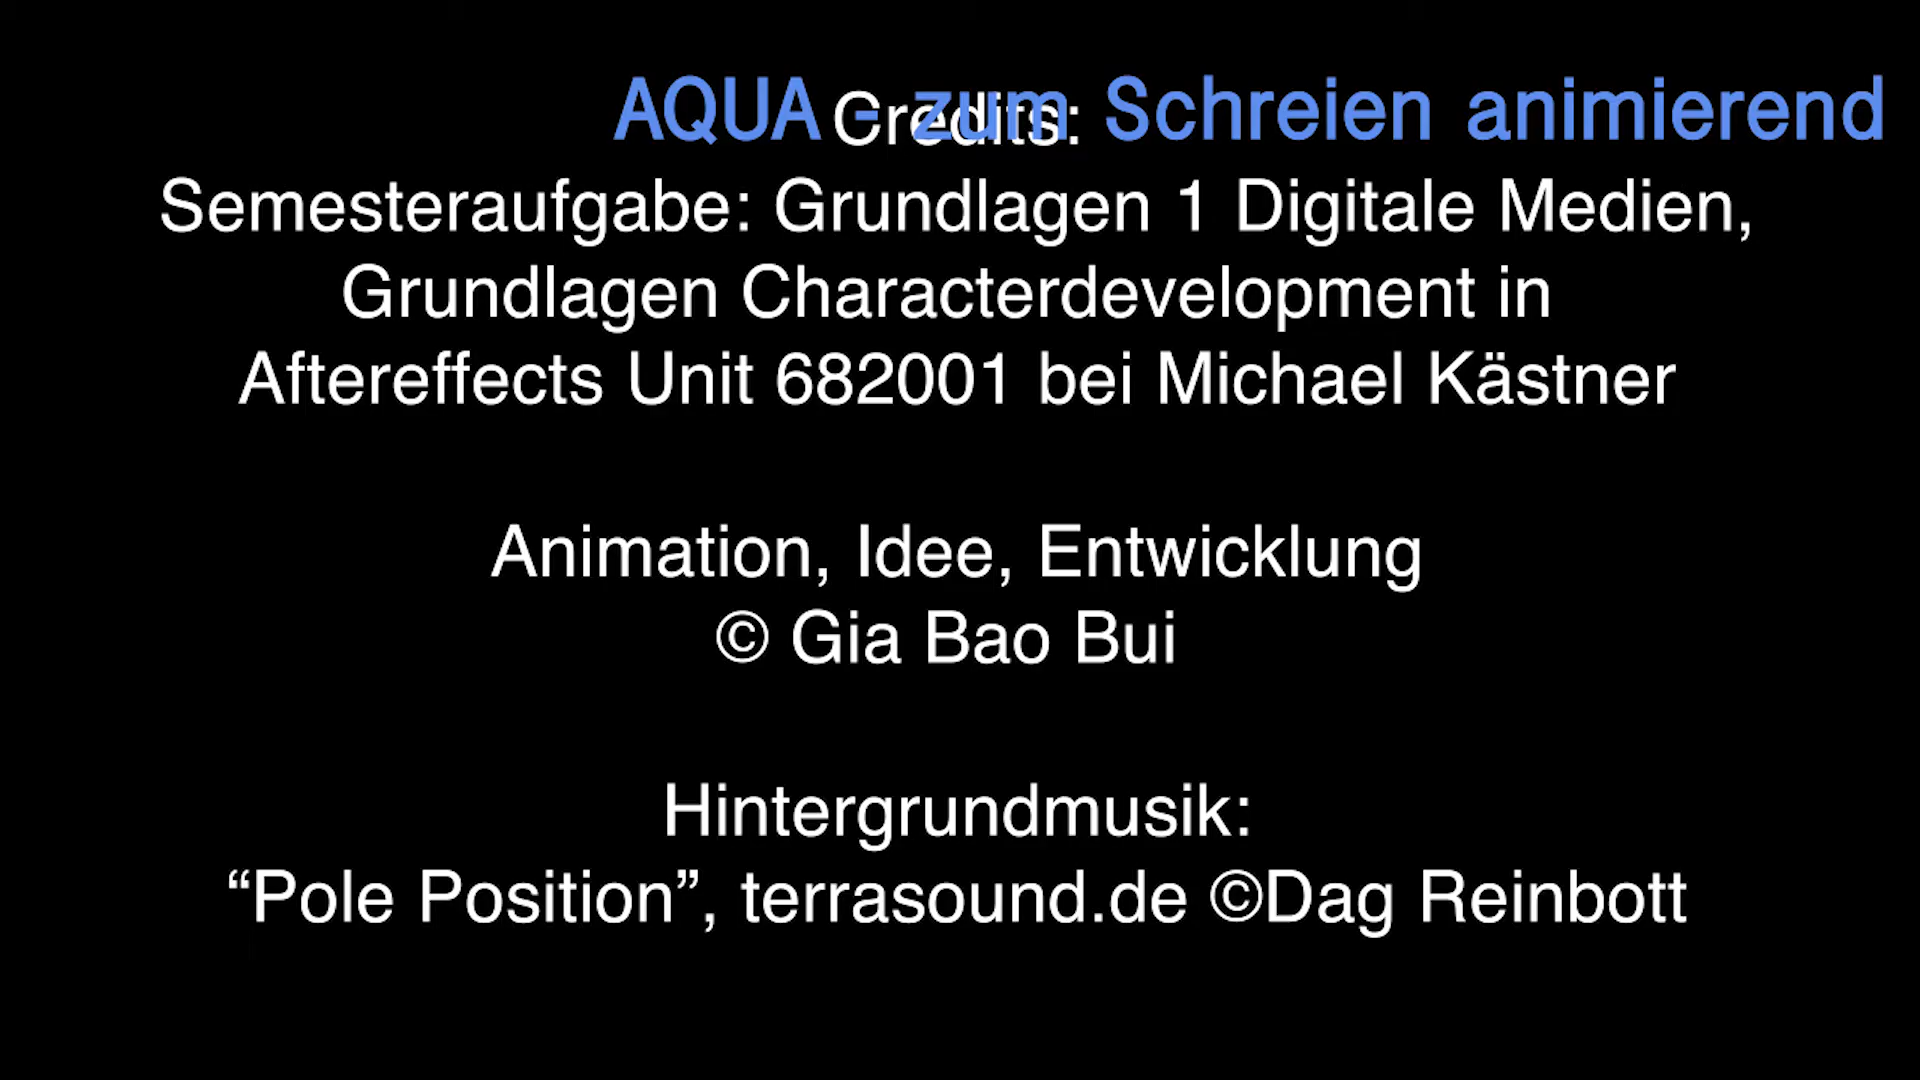 AQUA - zum Schreien animierend
Credits:
Semesteraufgabe: Grundlagen 1 Digitale Medien,
Grundlagen Characterdevelopment in
Aftereffects Unit 682001 bei Michael Kästner
Animation, Idee, Entwicklung
© Gia Bao Bui
Hintergrundmusik:
“Pole Position”, terrasound.de ©Dag Reinbott